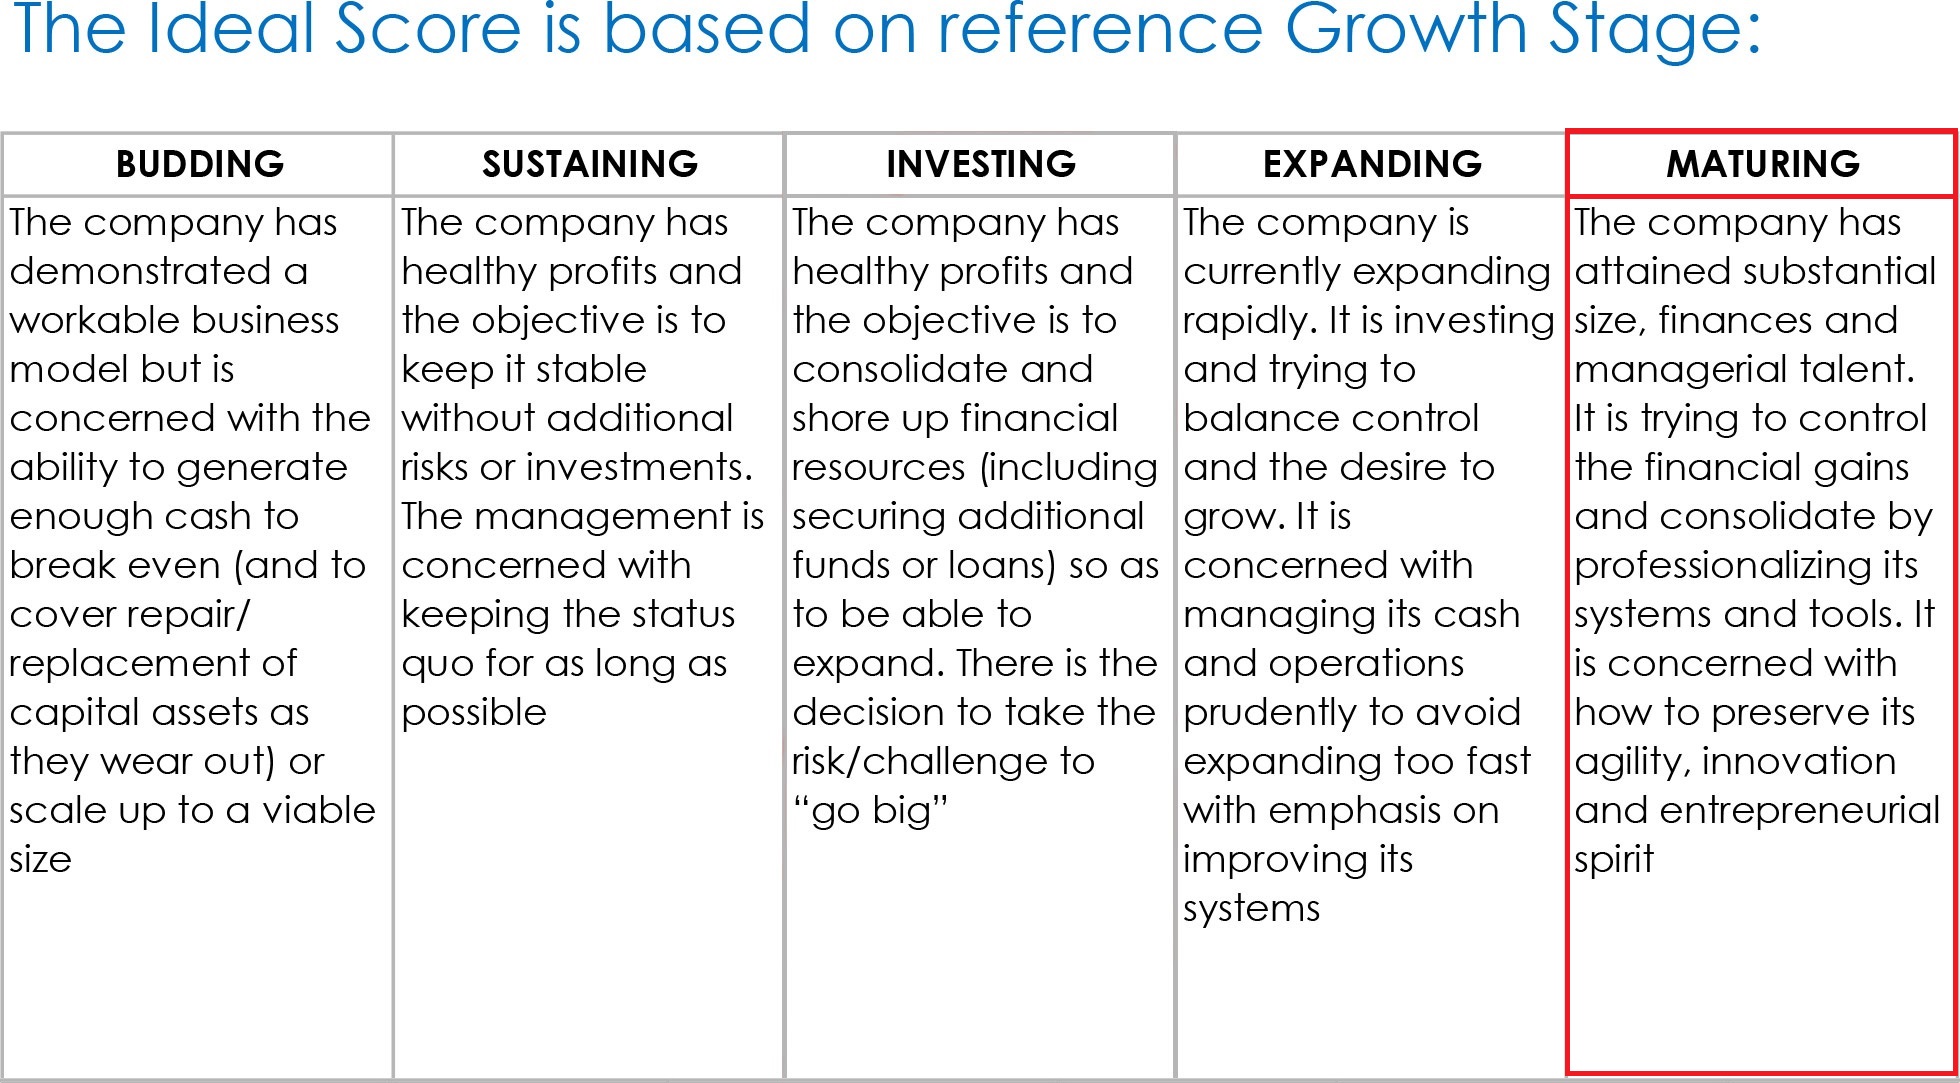 The Ideal Score is based on reference Growth Stage:
BUDDING
The company has
demonstrated a
workable business
model but is
concerned with the
ability to generate
enough cash to
break even (and to
cover repair/
replacement of
capital assets as
they wear out) or
scale up to a viable
size
SUSTAINING
The company has
healthy profits and
the objective is to
keep it stable
without additional
risks or investments.
The management is
concerned with
keeping the status
quo for as long as
possible
INVESTING
The company has
healthy profits and
the objective is to
consolidate and
shore up financial
resources (including
securing additional
funds or loans) so as
to be able to
expand. There is the
decision to take the
risk/challenge to
“go big”
EXPANDING
The company is
currently expanding
rapidly. It is investing
and trying to
balance control
and the desire to
grow. It is
concerned with
managing its cash
and operations
prudently to avoid
expanding too fast
with emphasis on
improving its
systems
MATURING
The company has
attained substantial
size, finances and
managerial talent.
It is trying to control
the financial gains
and consolidate by
professionalizing its
systems and tools. It
is concerned with
how to preserve its
agility, innovation
and entrepreneurial
spirit